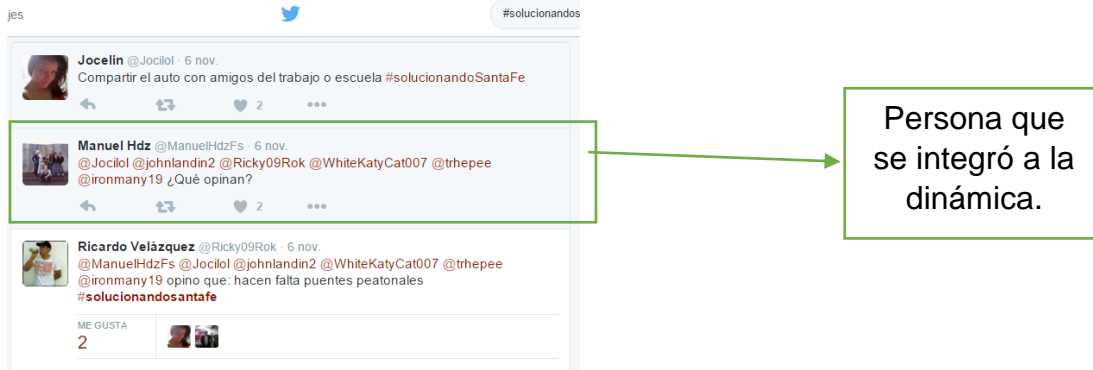 jes
#solucionandos
Jocelin @Jocilol · 6 nov.
Compartir el auto con amigos del trabajo o escuela #solucionandoSantaFe
2
Manuel Hdz @ManuelHdzFs · 6 nov.
@Jocilol @johnlandin2 @Ricky09Rok @WhiteKatyCat007 @trhepee
@ironmany19 ¿Qué opinan?
2
Ricardo Velàzquez @Ricky09Rok · 6 nov.
@ManuelHdzFs @Jocilol @johnlandin2 @WhiteKatyCat007 @trhepee
@ironmany19 opino que: hacen falta puentes peatonales
#solucionandosantafe
ME GUSTA
2
Persona que
se integró a la
dinámica.